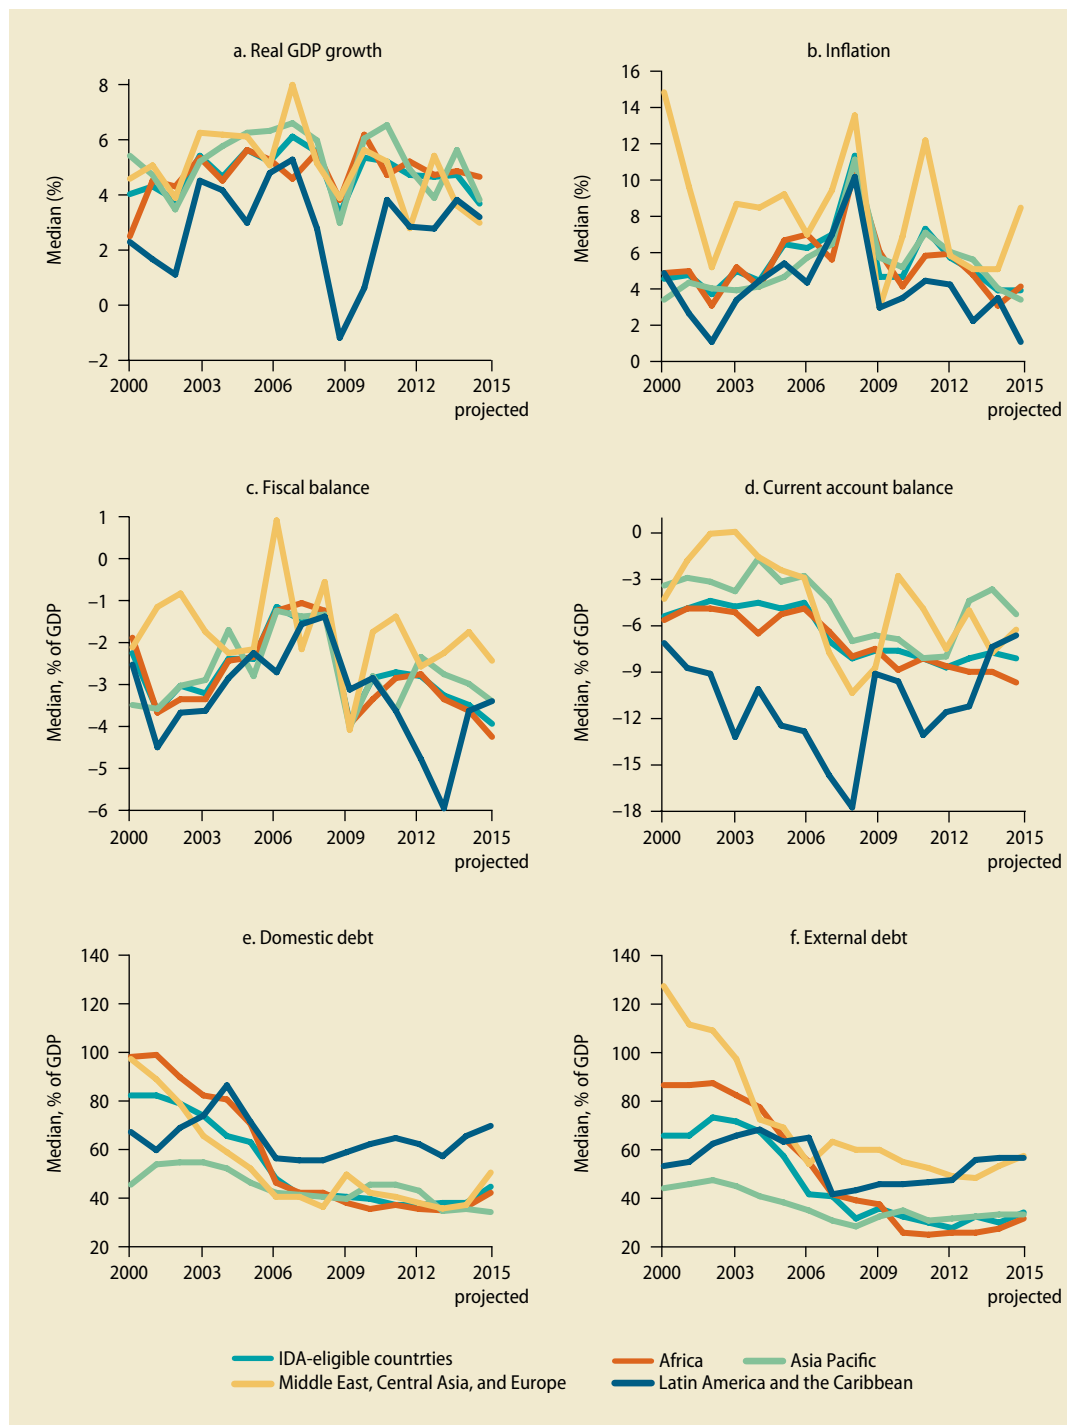 a. Real GDP growth
8
6
4
2
0
−2
Median (%)
2000 2003 2006 2009 2012 2015
projected
b. Inflation
16
14
12
10
8
6
4
2
0
Median (%)
2000 2003 2006 2009 2012 2015
projected
c. Fiscal balance
1
0
−1
−2
−3
−4
−5
−6
Median, % of GDP
2000 2003 2006 2009 2012 2015
projected
d. Current account balance
0
−3
−6
−9
−12
−15
−18
Median, % of GDP
2000 2003 2006 2009 2012 2015
projected
e. Domestic debt
140
120
100
80
60
40
20
Median, % of GDP
2000 2003 2006 2009 2012 2015
projected
f. External debt
140
120
100
80
60
40
20
Median, % of GDP
2000 2003 2006 2009 2012 2015
projected
IDA-eligible countrties Africa Asia Pacific
Middle East, Central Asia, and Europe Latin America and the Caribbean